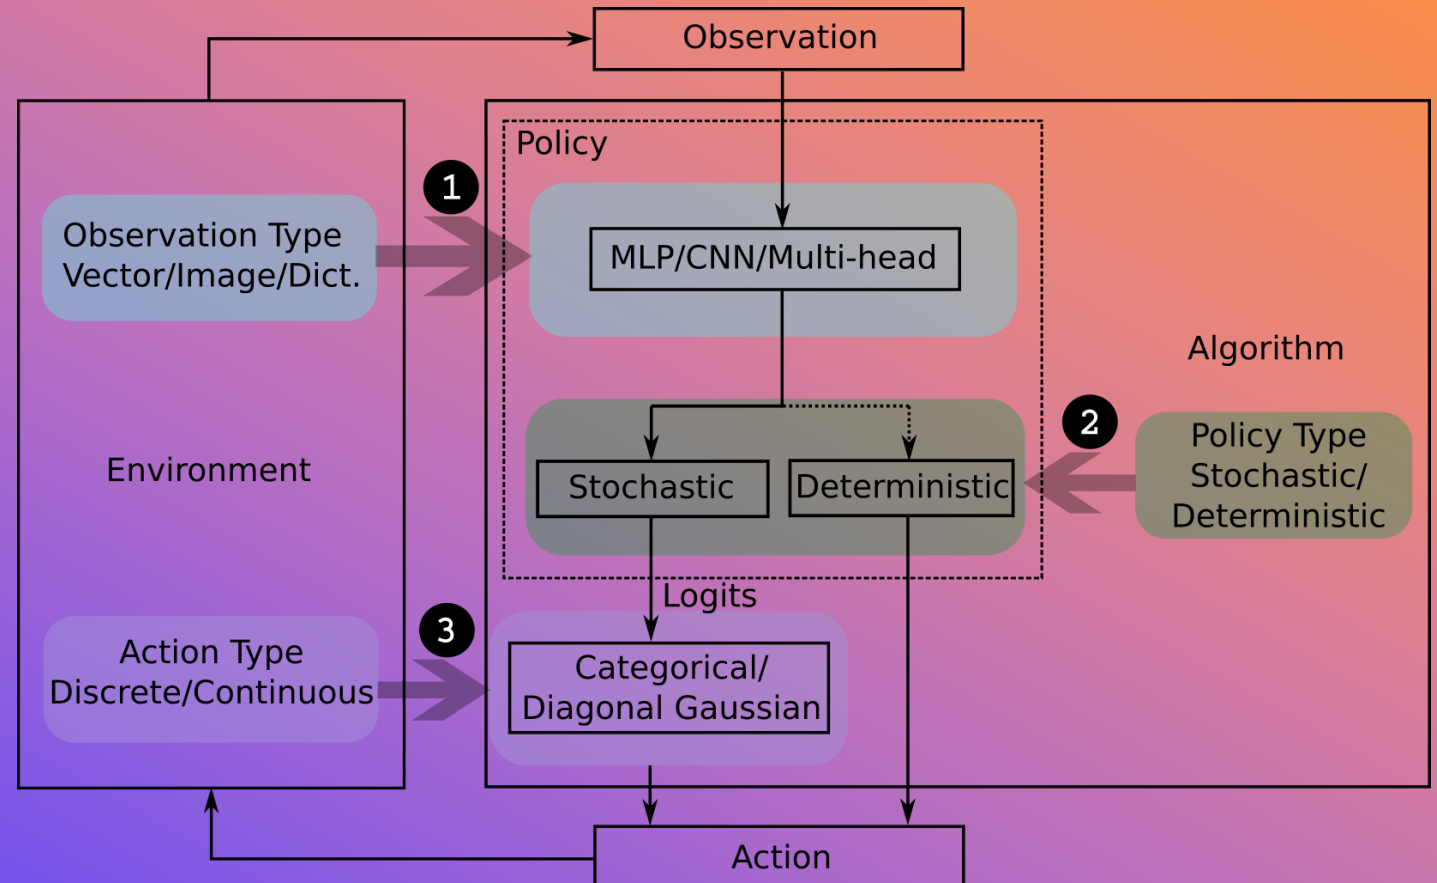 Observation
Policy
1
Observation Type
Vector/Image/Dict.
MLP/CNN/Multi-head
Algorithm
2
Policy Type
Stochastic/
Deterministic
Environment
Stochastic
Deterministic
Logits
3
Action Type
Discrete/Continuous
Categorical/
Diagonal Gaussian
Action